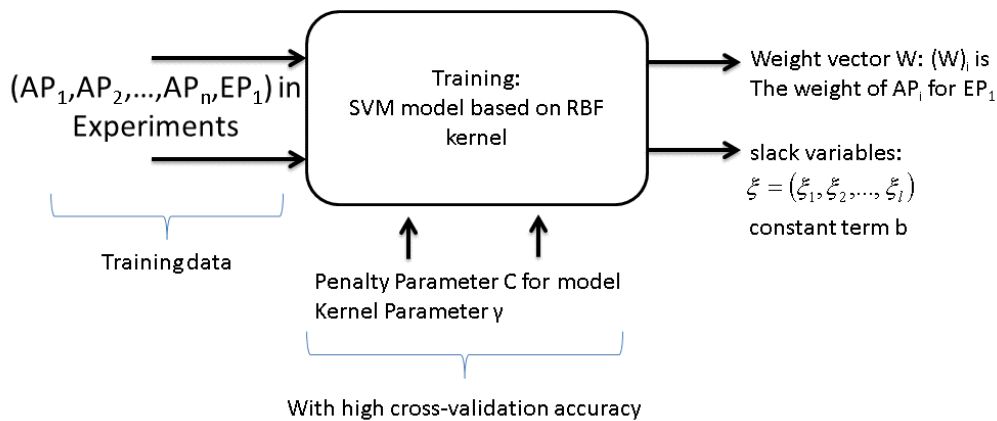 (AP₁,AP₂,…,APₙ,EP₁) in
Experiments
Training data
Training:
SVM model based on RBF
kernel
Penalty Parameter C for model
Kernel Parameter γ
With high cross-validation accuracy
Weight vector W: (W)ᵢ is
The weight of APᵢ for EP₁
slack variables:
ξ = (ξ₁, ξ₂,..., ξₗ)
constant term b